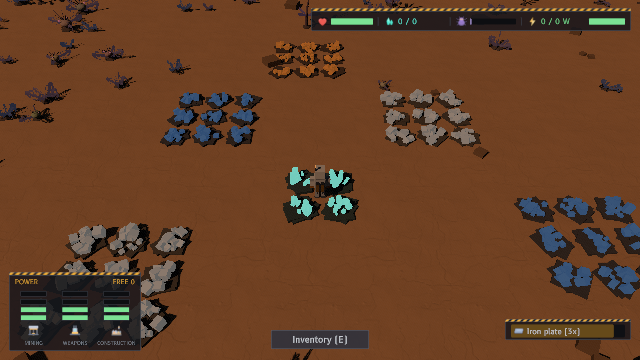 0 / 0
0 / 0 W
POWER FREE 0
MINING WEAPONS CONSTRUCTION
Inventory [E]
Iron plate [3x]